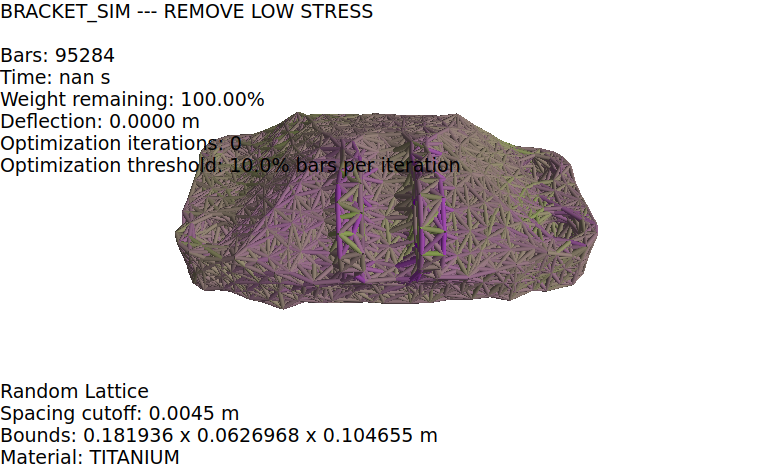 BRACKET_SIM --- REMOVE LOW STRESS
Bars: 95284
Time: nan s
Weight remaining: 100.00%
Deflection: 0.0000 m
Optimization iterations: 0
Optimization threshold: 10.0% bars per iteration
Random Lattice
Spacing cutoff: 0.0045 m
Bounds: 0.181936 x 0.0626968 x 0.104655 m
Material: TITANIUM